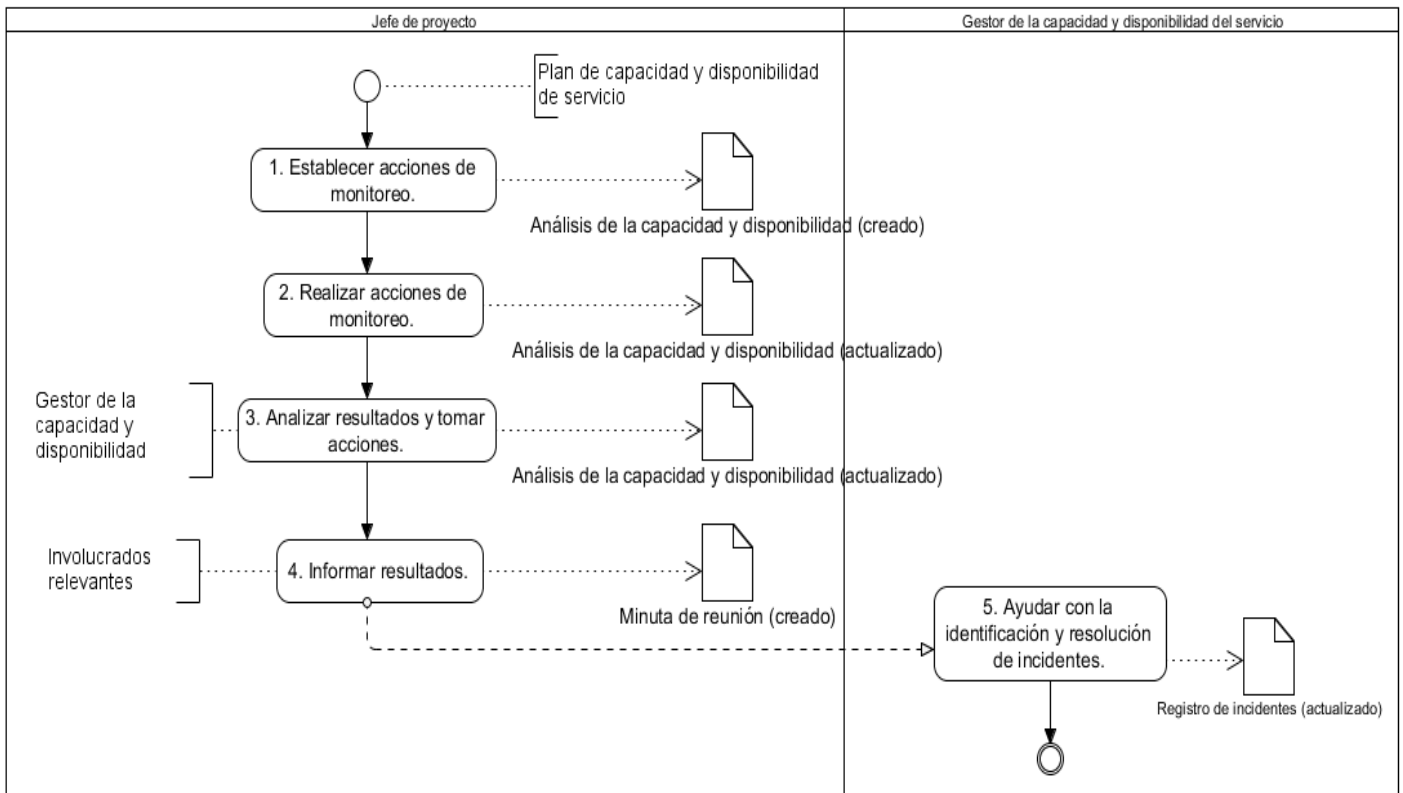 Jefe de proyecto
Gestor de la capacidad y disponibilidad del servicio
Plan de capacidad y disponibilidad
de servicio
1. Establecer acciones de
monitoreo.
Análisis de la capacidad y disponibilidad (creado)
2. Realizar acciones de
monitoreo.
Análisis de la capacidad y disponibilidad (actualizado)
Gestor de la
capacidad y
disponibilidad
3. Analizar resultados y tomar
acciones.
Análisis de la capacidad y disponibilidad (actualizado)
Involucrados
relevantes
4. Informar resultados.
Minuta de reunión (creado)
5. Ayudar con la
identificación y resolución
de incidentes.
Registro de incidentes (actualizado)